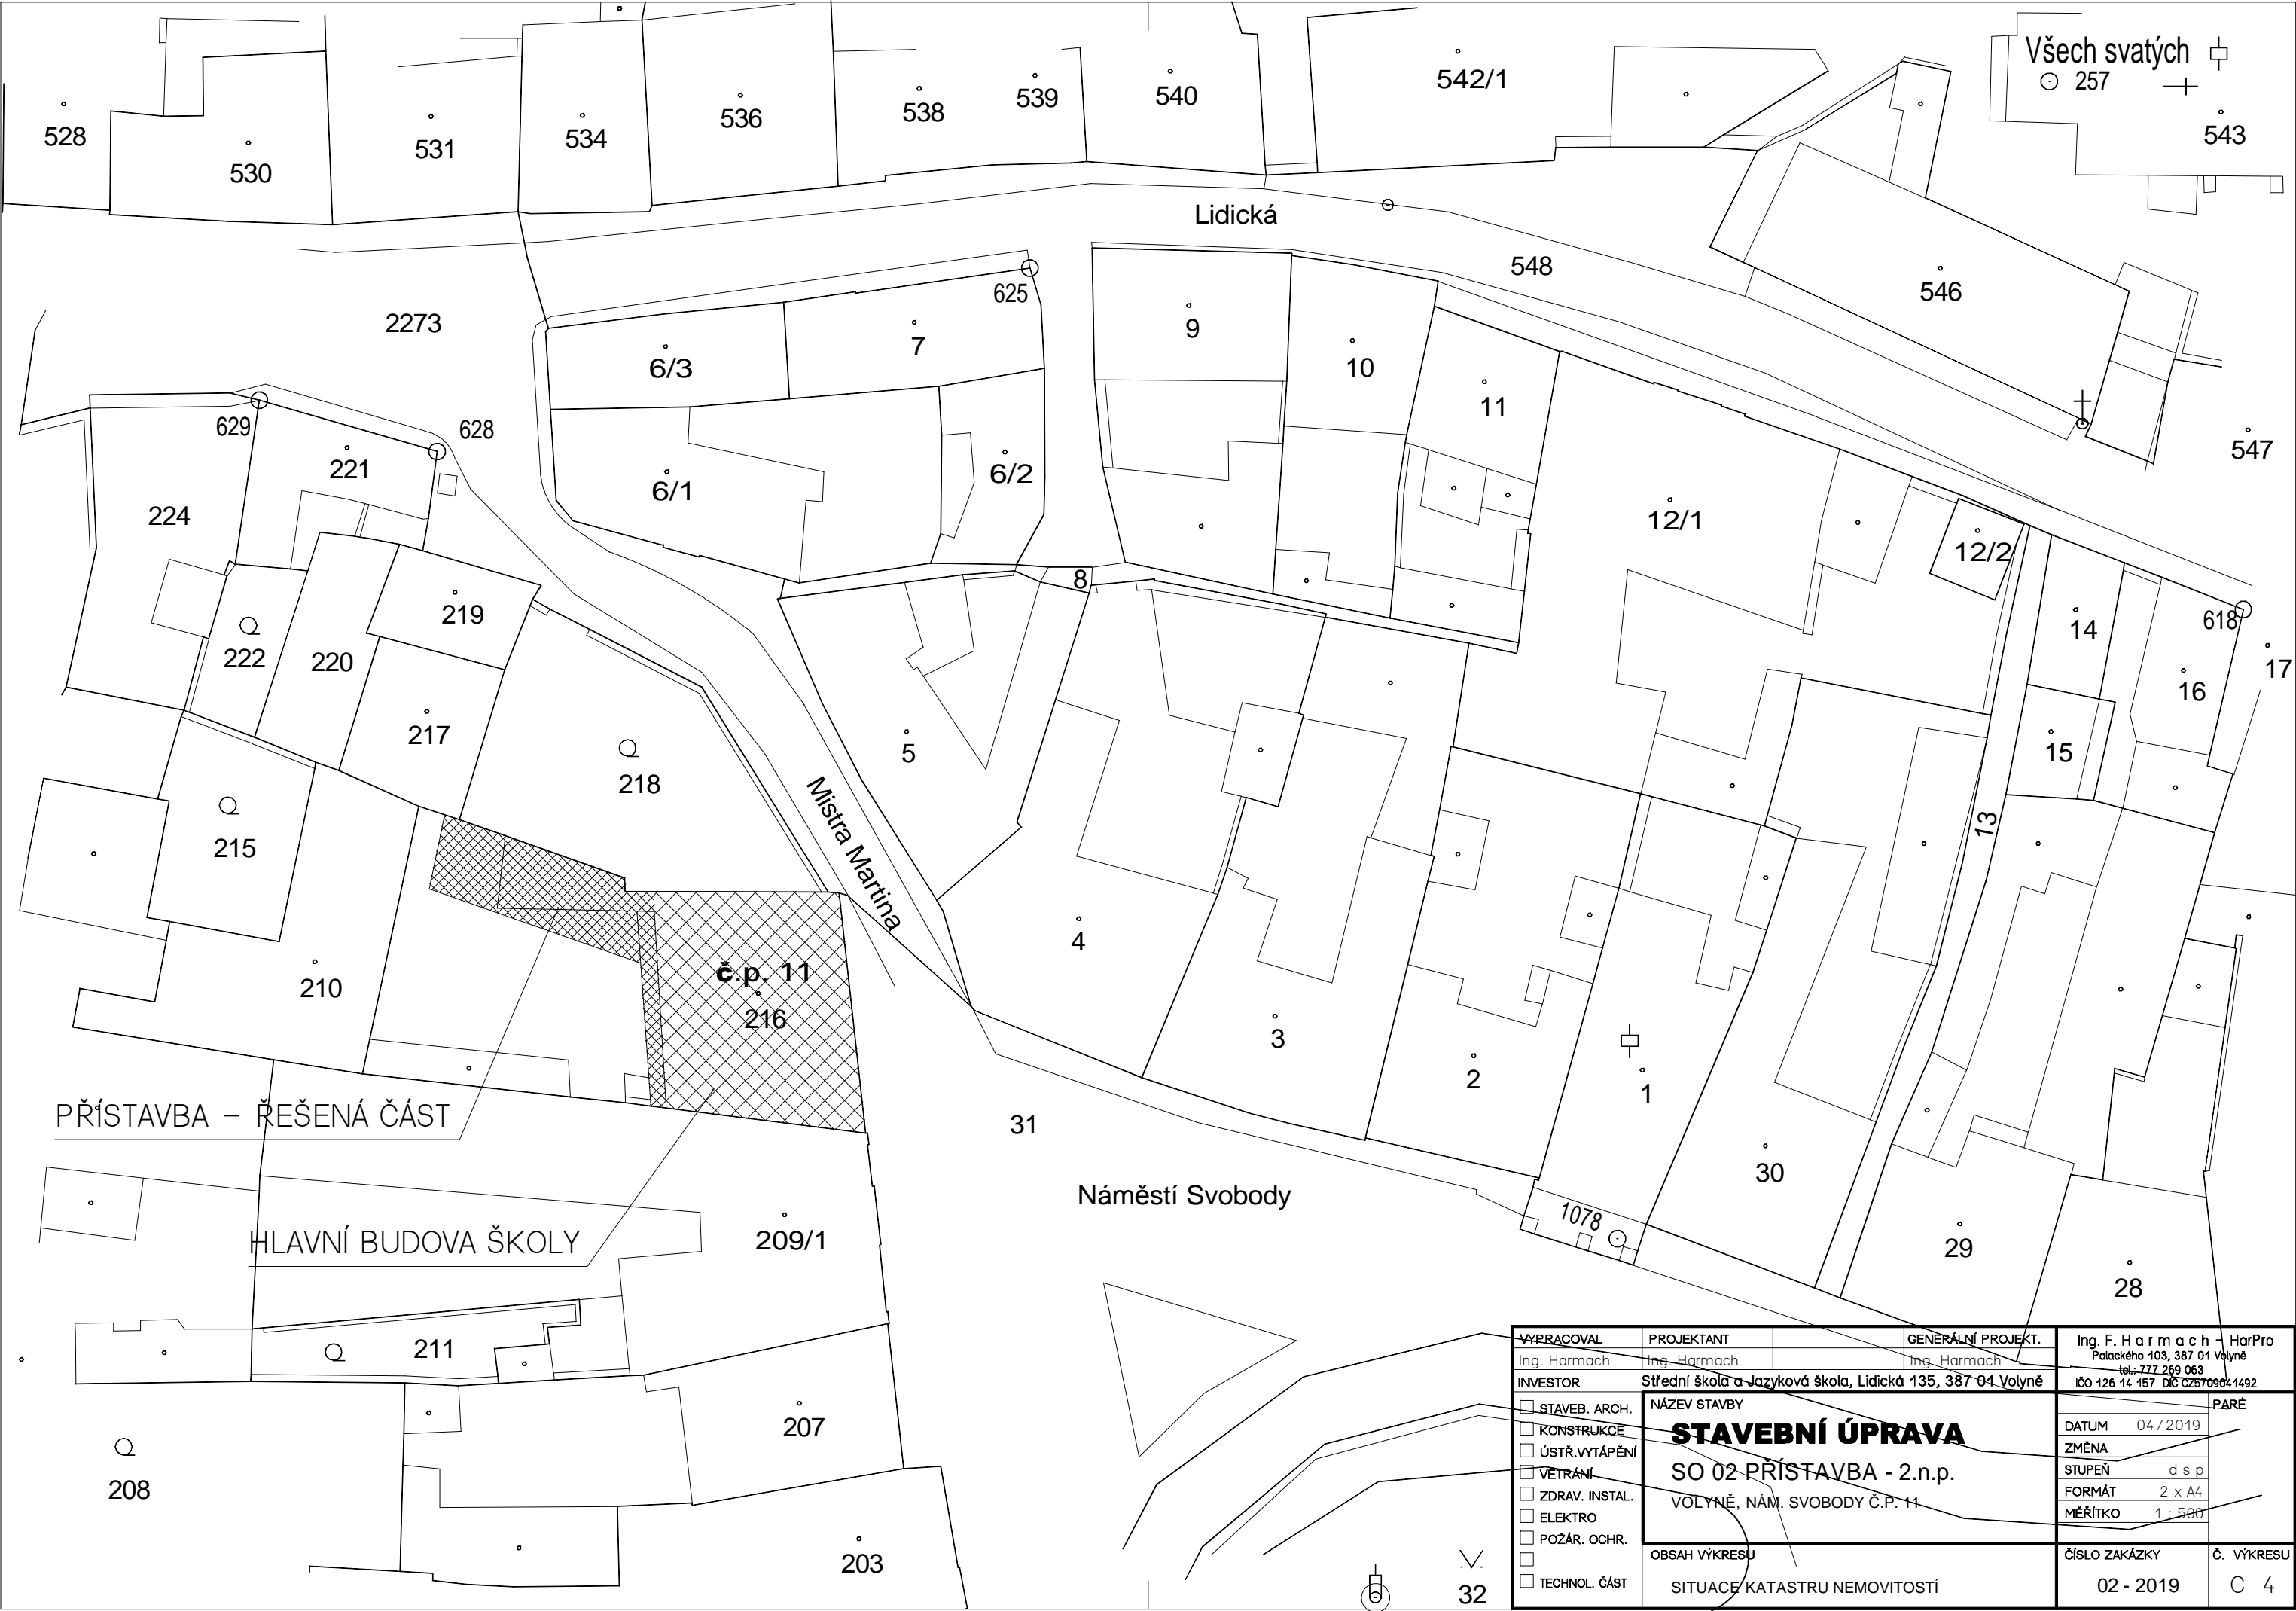 Všech svatých
257
542/1
539
540
538
536
534
531
528
530
543
Lidická
548
546
625
2273
9
7
6/3
10
11
547
629
628
221
6/1
6/2
224
12/1
12/2
8
219
222
220
14
618
17
16
217
5
15
218
Mistra Martina
13
215
4
č.p. 11
216
210
3
2
1
PŘÍSTAVBA – ŘEŠENÁ ČÁST
31
30
Náměstí Svobody
1078
HLAVNÍ BUDOVA ŠKOLY
209/1
29
28
211
207
208
203
32
VYPRACOVAL PROJEKTANT GENERÁLNÍ PROJEKT.
Ing. Harmach Ing. Harmach Ing. Harmach
INVESTOR Střední škola a Jazyková škola, Lidická 135, 387 01 Volyně
Ing. F. Harmach – HarPro
Palackého 103, 387 01 Volyně
tel.: 777 269 063
IČO 126 14 157 DIČ CZ5709041492
STAVEB. ARCH.
KONSTRUKCE
ÚSTŘ.VYTÁPĚNÍ
VĚTRÁNÍ
ZDRAV. INSTAL.
ELEKTRO
POŽÁR. OCHR.
TECHNOL. ČÁST
NÁZEV STAVBY
STAVEBNÍ ÚPRAVA
SO 02 PŘÍSTAVBA - 2.n.p.
VOLYNĚ, NÁM. SVOBODY Č.P. 11
OBSAH VÝKRESU
SITUACE KATASTRU NEMOVITOSTÍ
PARÉ
DATUM 04/2019
ZMĚNA
STUPEŇ d s p
FORMÁT 2 x A4
MĚŘÍTKO 1 : 500
ČÍSLO ZAKÁZKY
02 - 2019
Č. VÝKRESU
C 4